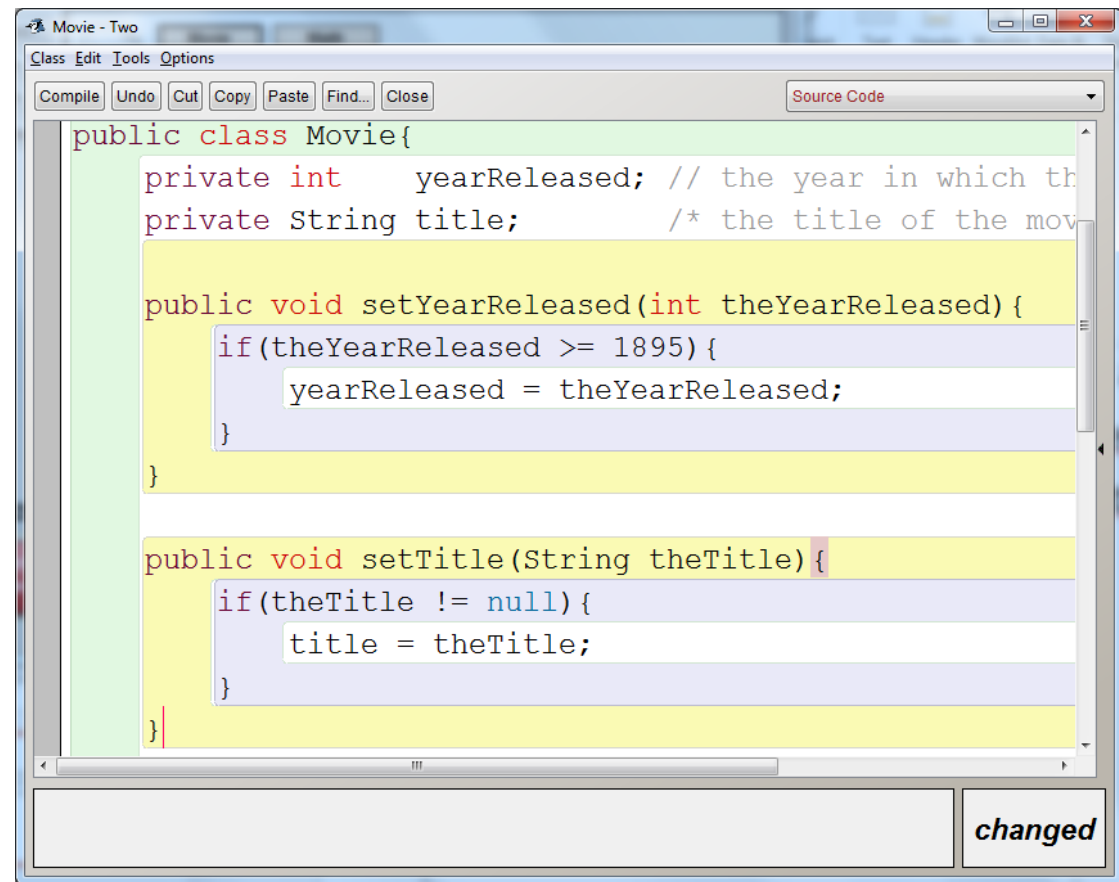 Movie - Two
Class Edit Tools Options
Compile Undo Cut Copy Paste Find... Close Source Code
public class Movie{
private int    yearReleased; // the year in which th
private String title;        /* the title of the mov
public void setYearReleased(int theYearReleased){
if(theYearReleased >= 1895){
yearReleased = theYearReleased;
}
}
public void setTitle(String theTitle){
if(theTitle != null){
title = theTitle;
}
}
changed